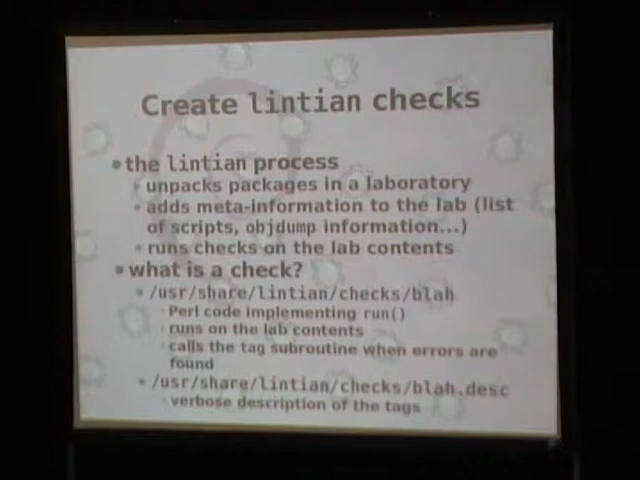 Create lintian checks
the lintian process
unpacks packages in a laboratory
adds meta-information to the lab (list
of scripts, objdump information...)
runs checks on the lab contents
what is a check?
/usr/share/lintian/checks/blah
Perl code implementing run()
runs on the lab contents
calls the tag subroutine when errors are
found
/usr/share/lintian/checks/blah.desc
verbose description of the tags